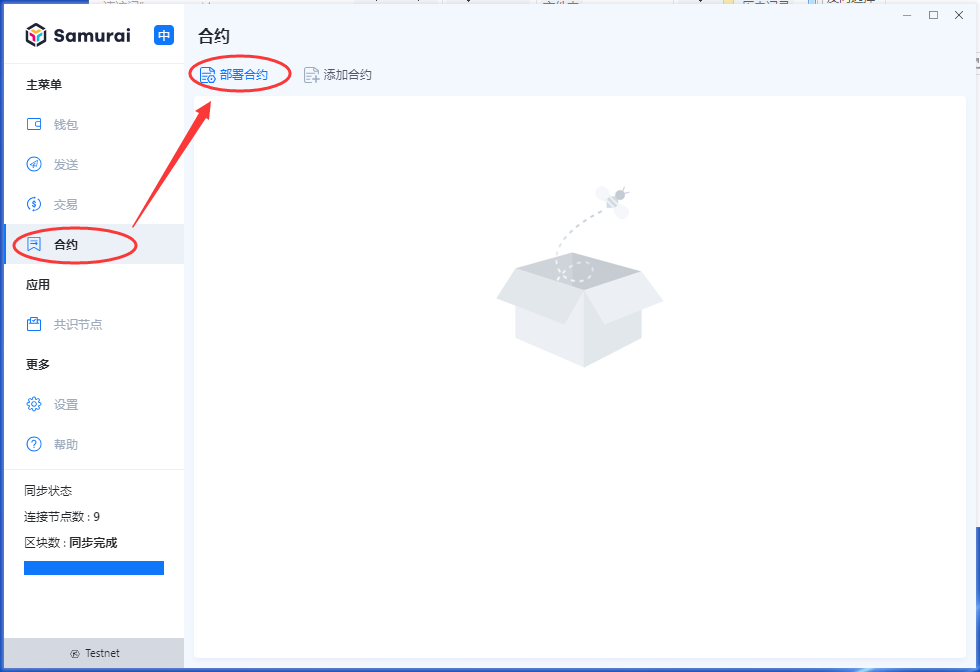 Samurai
中
主菜单
钱包
发送
交易
合约
应用
共识节点
更多
设置
帮助
同步状态
连接节点数 : 9
区块数 : 同步完成
Testnet
合约
部署合约
添加合约